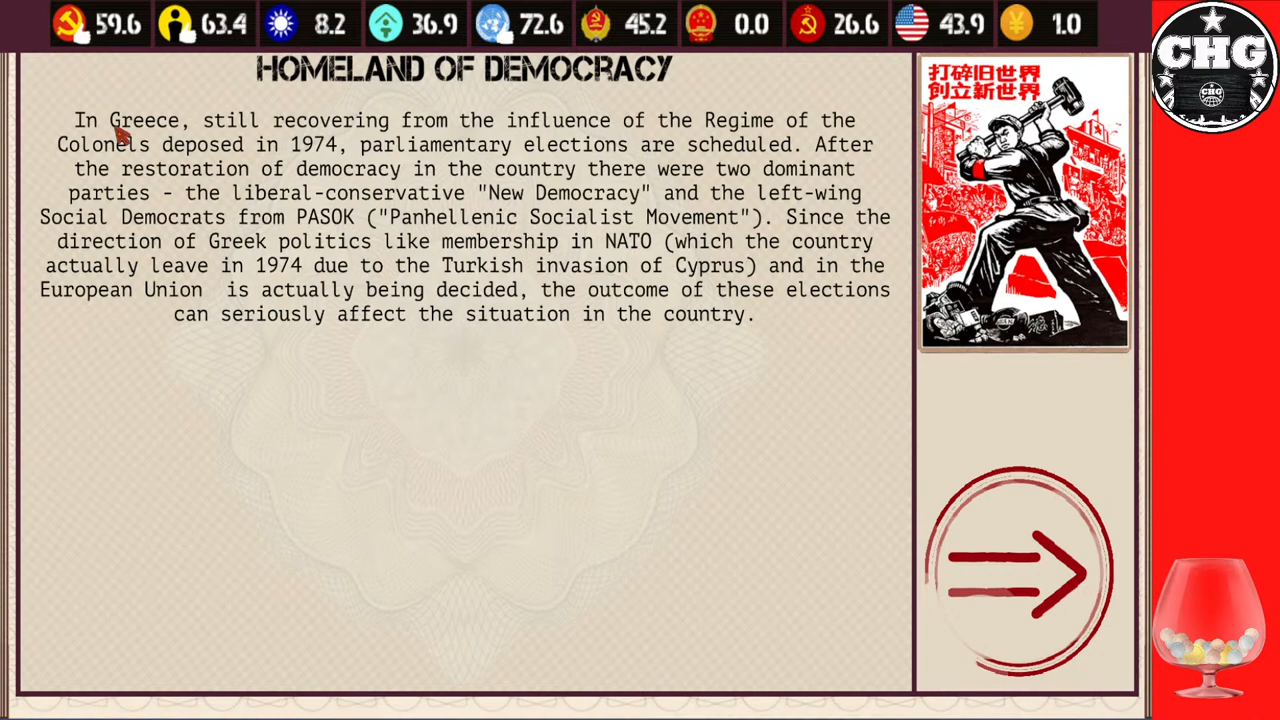 59.6 63.4 8.2 36.9 72.6 45.2 0.0 26.6 43.9 1.0
CHG
CHG
HOMELAND OF DEMOCRACY
In Greece, still recovering from the influence of the Regime of the
Colonels deposed in 1974, parliamentary elections are scheduled. After
the restoration of democracy in the country there were two dominant
parties - the liberal-conservative "New Democracy" and the left-wing
Social Democrats from PASOK ("Panhellenic Socialist Movement"). Since the
direction of Greek politics like membership in NATO (which the country
actually leave in 1974 due to the Turkish invasion of Cyprus) and in the
European Union is actually being decided, the outcome of these elections
can seriously affect the situation in the country.
打碎旧世界
創立新世界